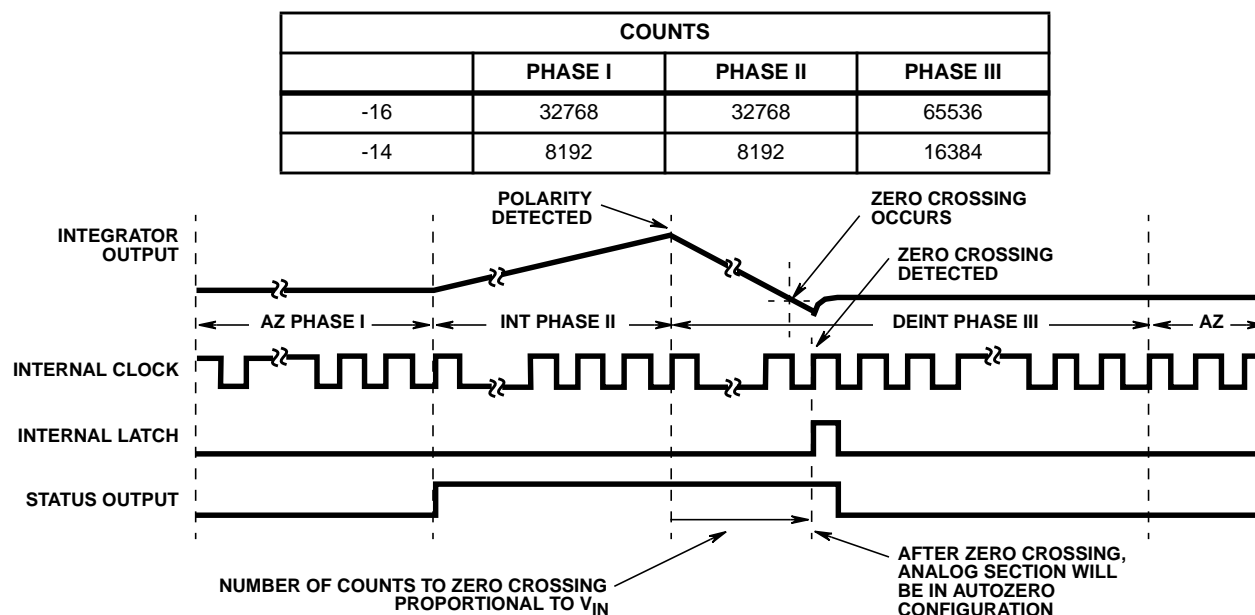 COUNTS
PHASE I PHASE II PHASE III
-16 32768 32768 65536
-14 8192 8192 16384
POLARITY
DETECTED
ZERO CROSSING
OCCURS
INTEGRATOR
OUTPUT
ZERO CROSSING
DETECTED
AZ PHASE I INT PHASE II DEINT PHASE III AZ
INTERNAL CLOCK
INTERNAL LATCH
STATUS OUTPUT
NUMBER OF COUNTS TO ZERO CROSSING
PROPORTIONAL TO VIN
AFTER ZERO CROSSING,
ANALOG SECTION WILL
BE IN AUTOZERO
CONFIGURATION